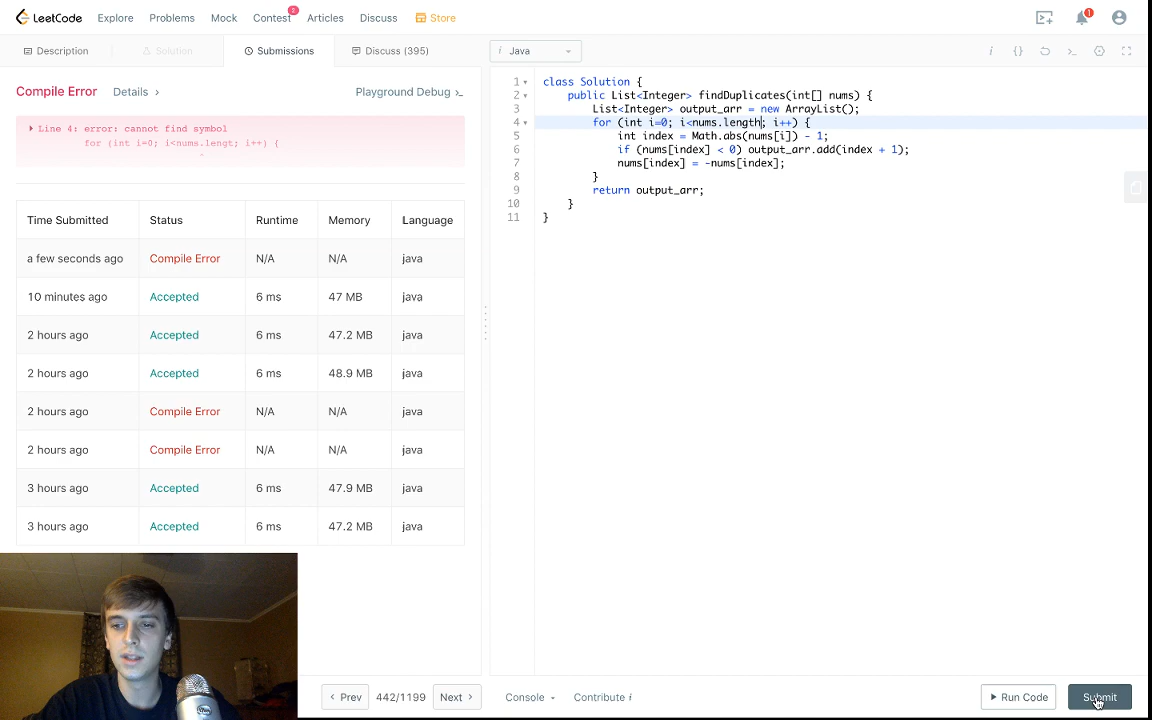 LeetCode Explore Problems Mock Contest 2 Articles Discuss Store 1
Description Solution Submissions Discuss (395) i Java
Compile Error Details > Playground Debug >_
Line 4: error: cannot find symbol
for (int i=0; i<nums.lengt; i++) {
^
Time Submitted Status Runtime Memory Language
a few seconds ago Compile Error N/A N/A java
10 minutes ago Accepted 6 ms 47 MB java
2 hours ago Accepted 6 ms 47.2 MB java
2 hours ago Accepted 6 ms 48.9 MB java
2 hours ago Compile Error N/A N/A java
2 hours ago Compile Error N/A N/A java
3 hours ago Accepted 6 ms 47.9 MB java
3 hours ago Accepted 6 ms 47.2 MB java
1 class Solution {
2 public List<Integer> findDuplicates(int[] nums) {
3 List<Integer> output_arr = new ArrayList();
4 for (int i=0; i<nums.length; i++) {
5 int index = Math.abs(nums[i]) - 1;
6 if (nums[index] < 0) output_arr.add(index + 1);
7 nums[index] = -nums[index];
8 }
9 return output_arr;
10 }
11 }
< Prev 442/1199 Next > Console Contribute i Run Code Submit